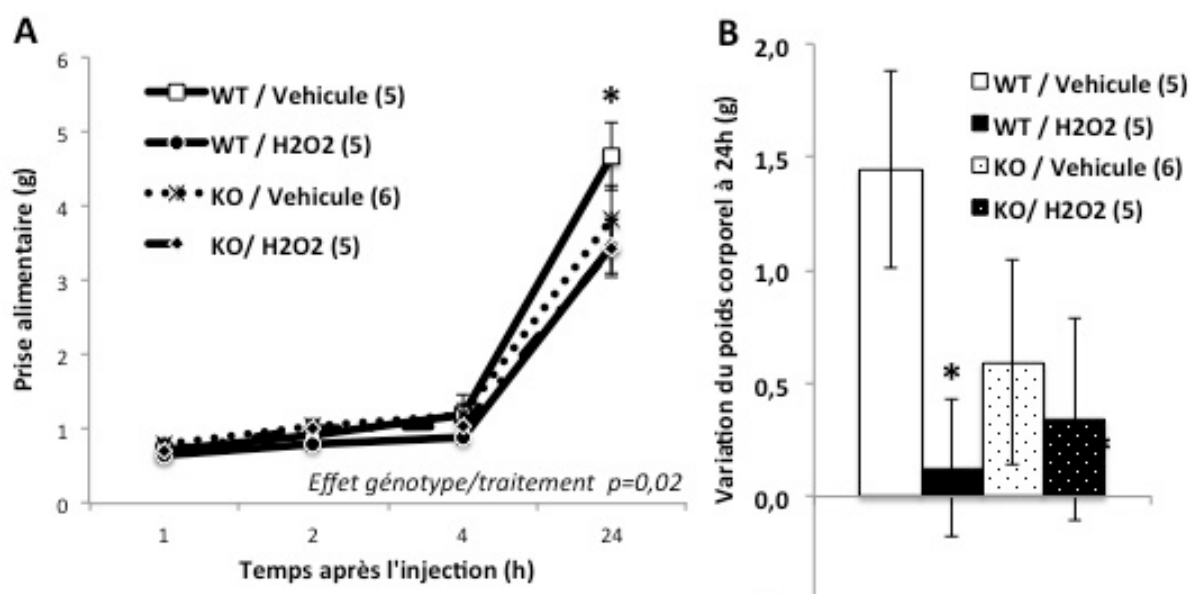 A
Prise alimentaire (g)
6
5
4
3
2
1
0
WT / Vehicule (5)
WT / H2O2 (5)
KO / Vehicule (6)
KO/ H2O2 (5)
*
Effet génotype/traitement p=0,02
1 2 4 24
Temps après l'injection (h)
B
Variation du poids corporel à 24h (g)
2,0
1,5
1,0
0,5
0,0
WT / Vehicule (5)
WT / H2O2 (5)
KO / Vehicule (6)
KO/ H2O2 (5)
*